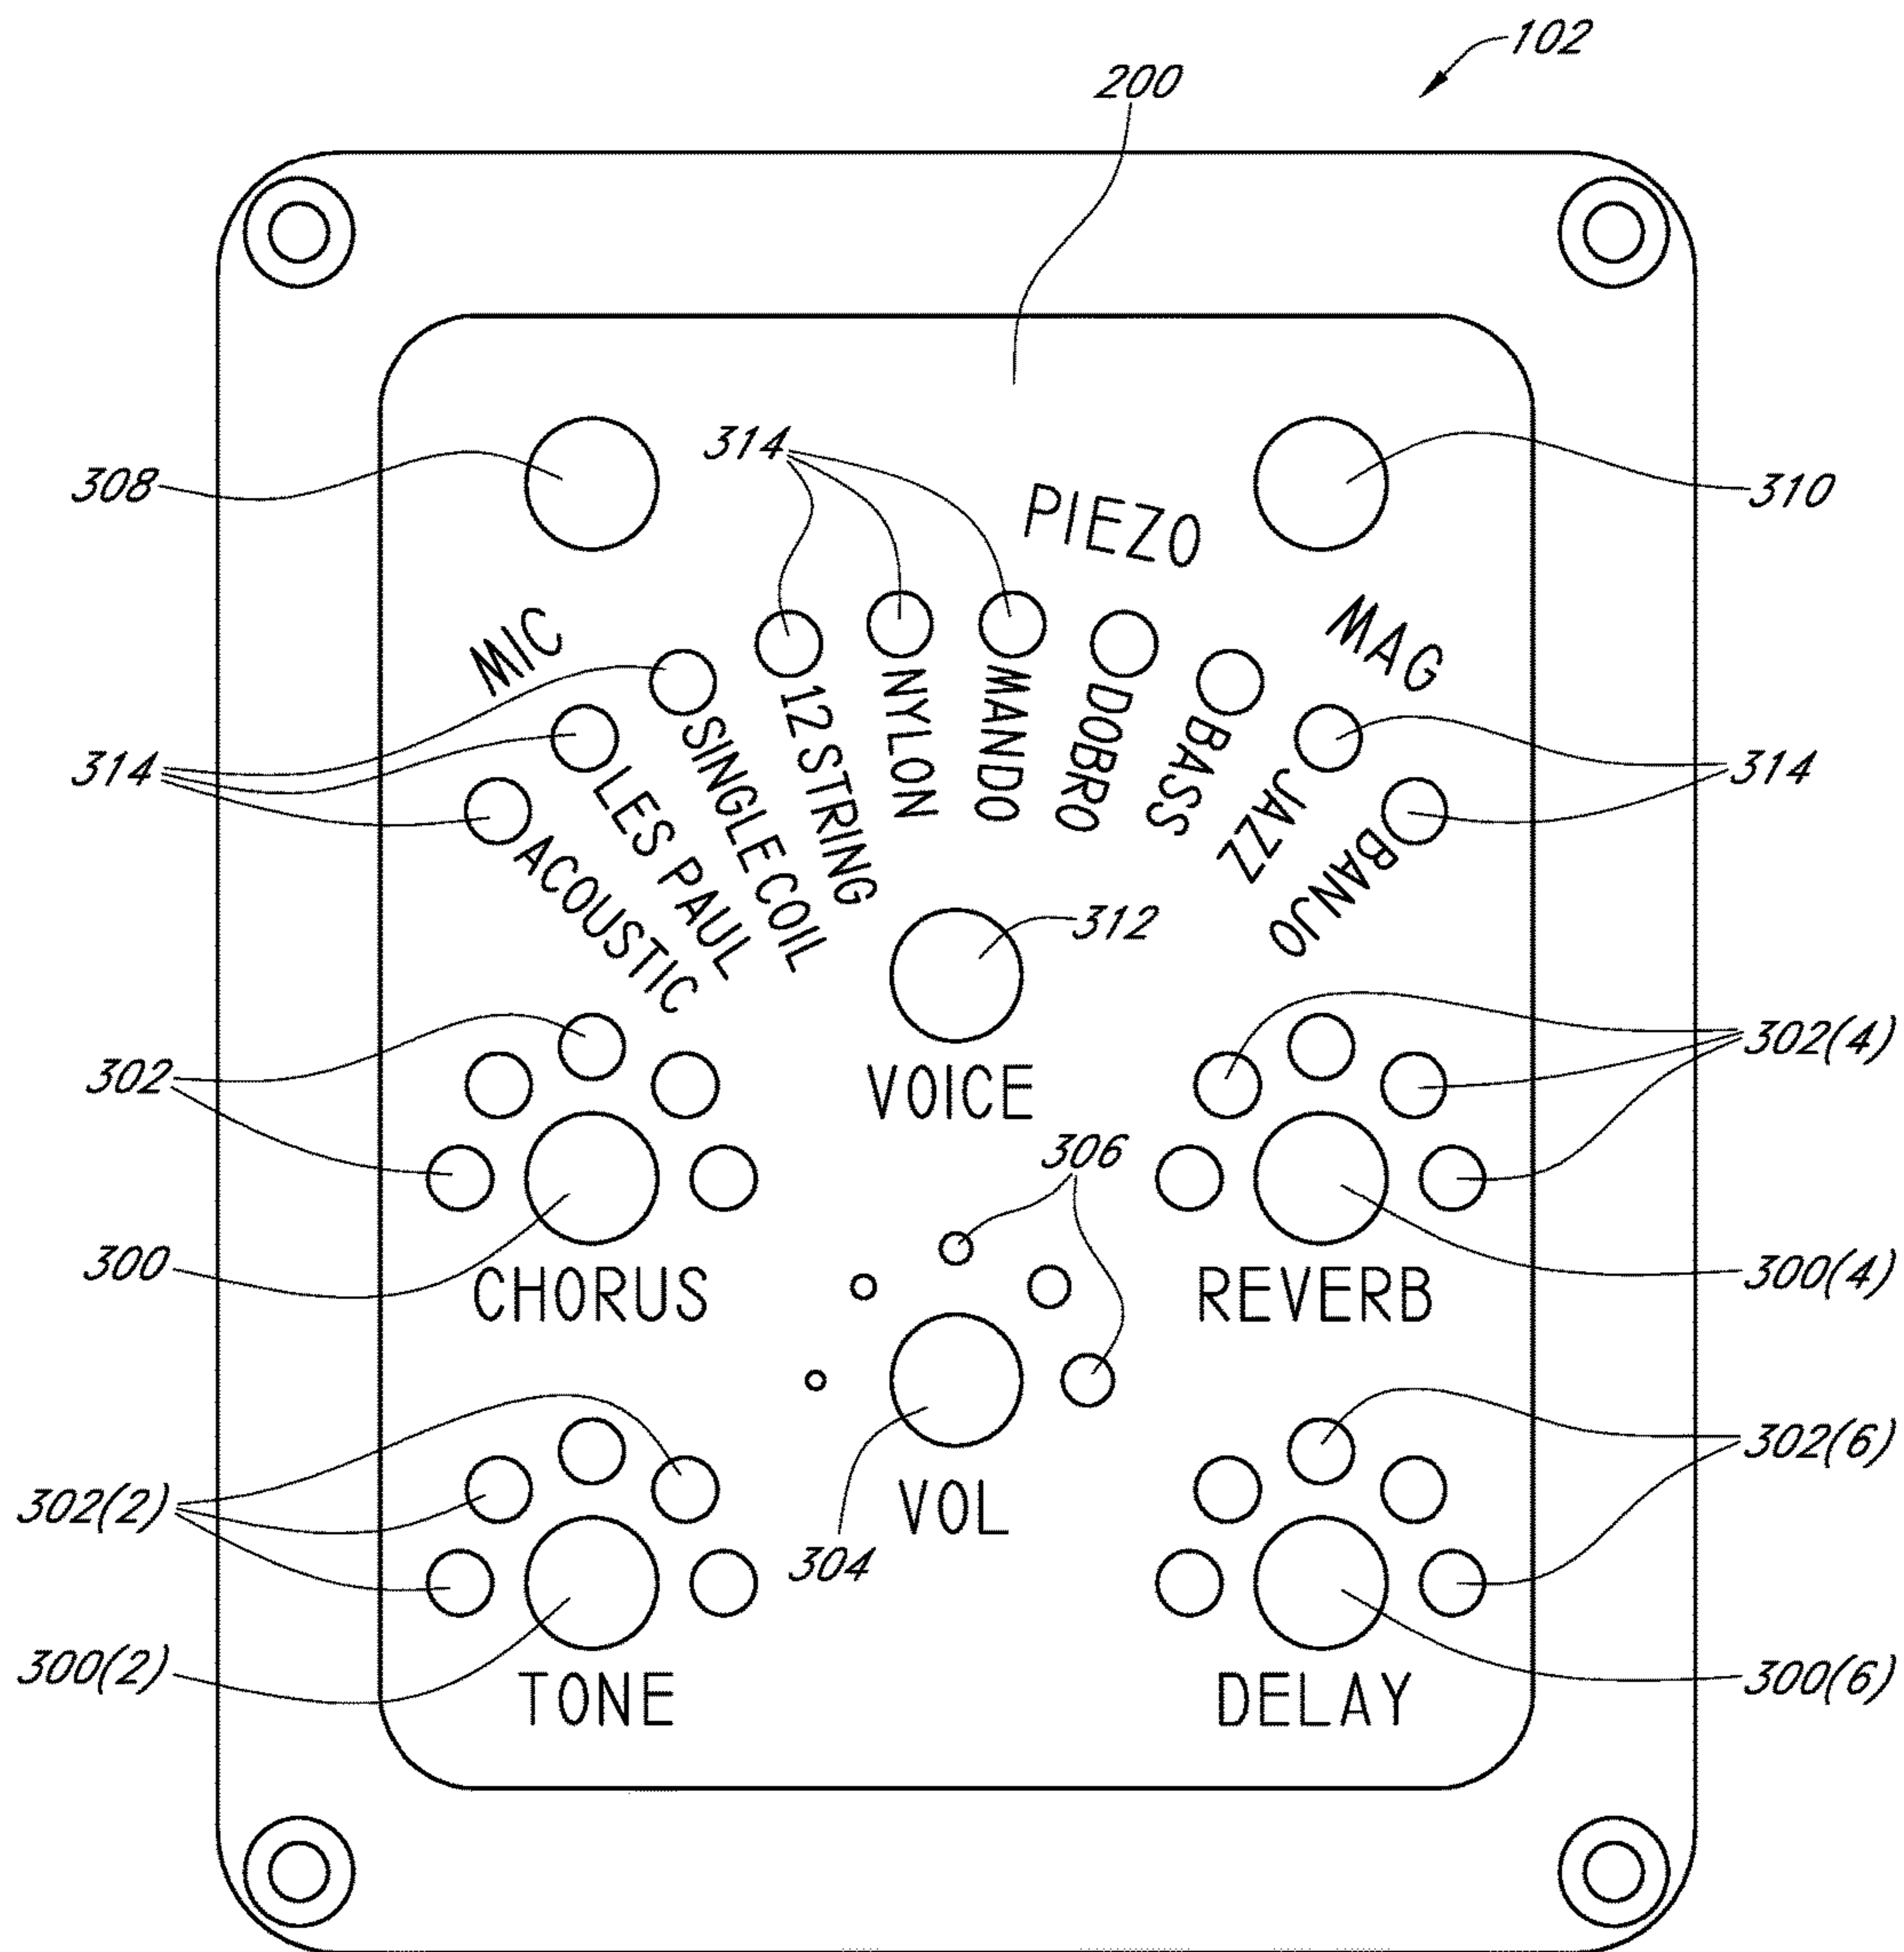 102
200
308
314
PIEZO
310
MIC
MAG
314
314
ACOUSTIC
LES PAUL
SINGLE COIL
12 STRING
NYLON
MANDO
DOBRO
BASS
JAZZ
BANJO
312
302
VOICE
302(4)
306
300
CHORUS
REVERB
300(4)
302(2)
VOL
302(6)
304
300(2)
TONE
DELAY
300(6)